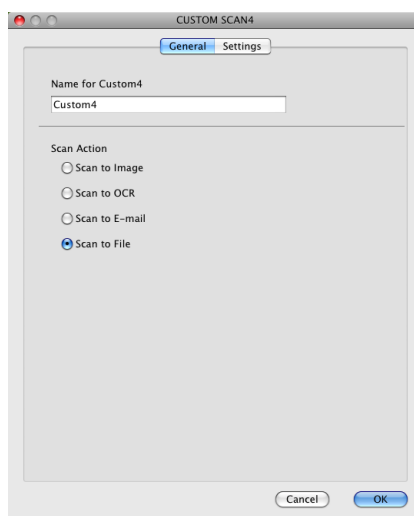 CUSTOM SCAN4
General Settings
Name for Custom4
Custom4
Scan Action
Scan to Image
Scan to OCR
Scan to E-mail
Scan to File
Cancel OK